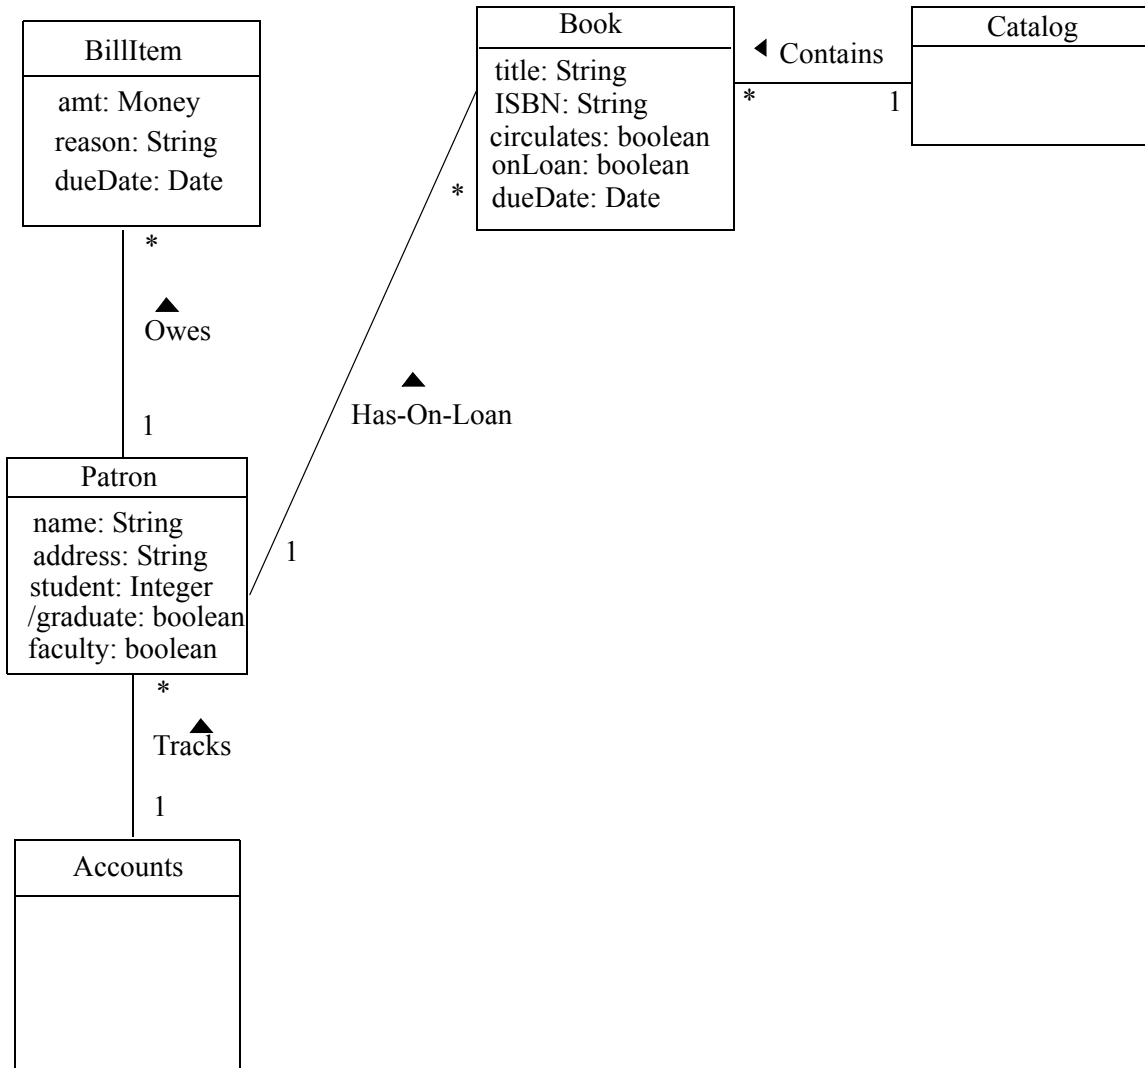 BillItem
amt: Money
reason: String
dueDate: Date
*
Owes
1
Book
title: String
ISBN: String
circulates: boolean
onLoan: boolean
dueDate: Date
*
Contains
*
1
Catalog
Has-On-Loan
1
Patron
name: String
address: String
student: Integer
/graduate: boolean
faculty: boolean
*
Tracks
1
Accounts